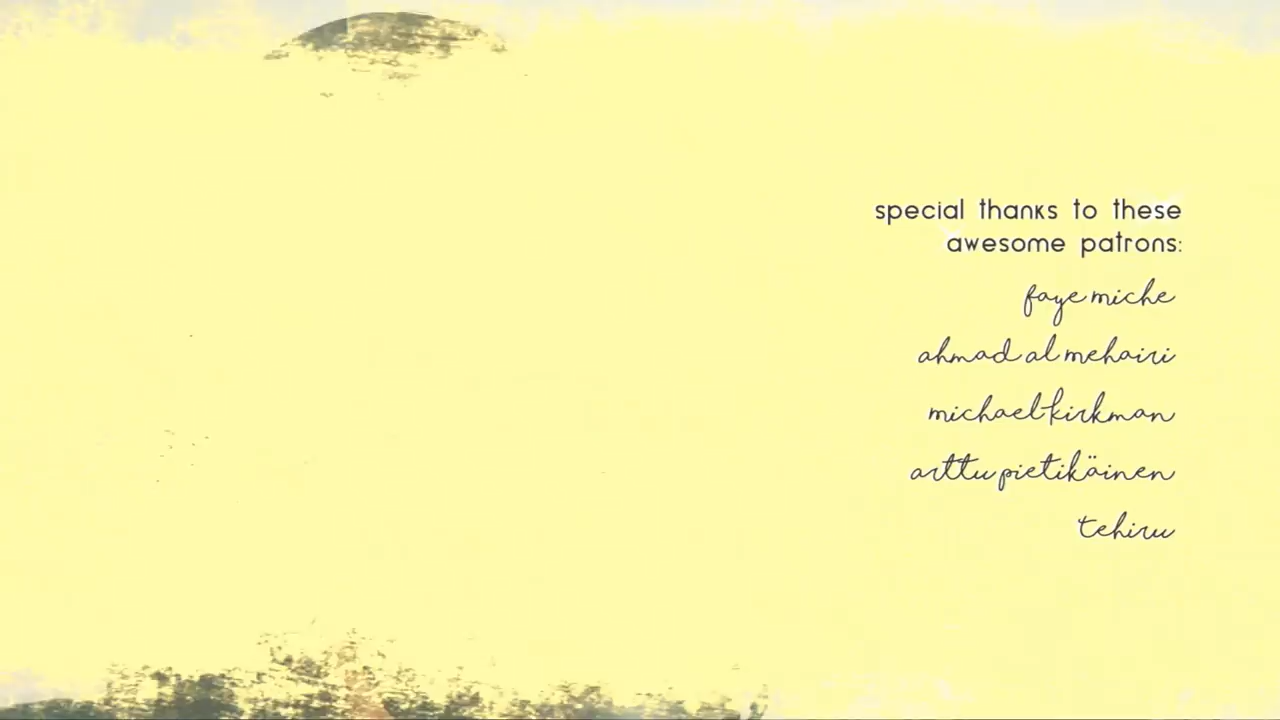 special thanks to these
awesome patrons:
faye miche
ahmad al mehairi
michael kirkman
arttu pietikäinen
tehiru